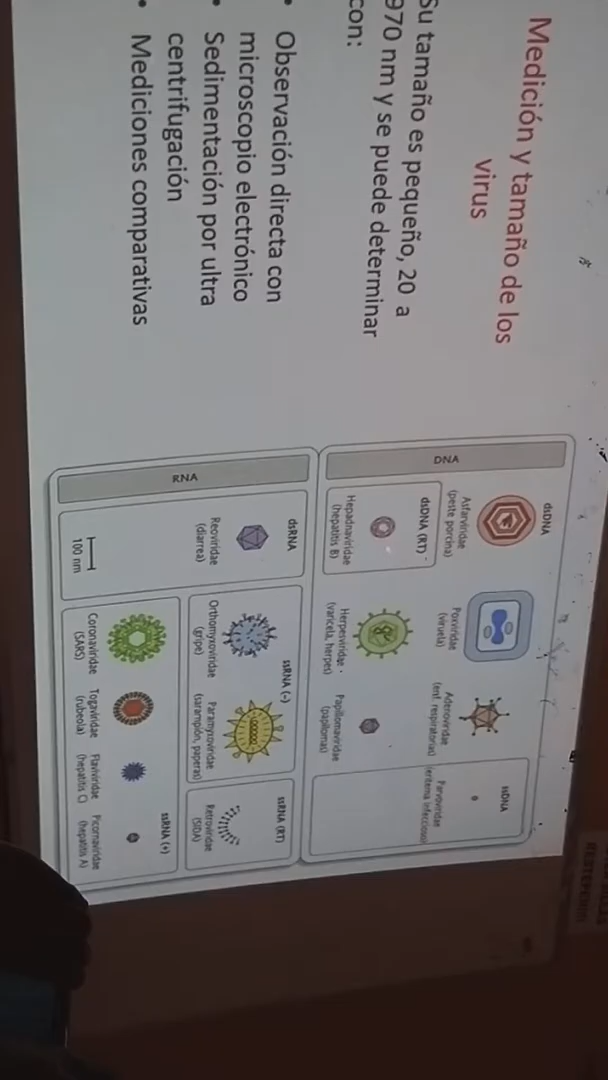 Medición y tamaño de los
virus
Su tamaño es pequeño, 20 a
970 nm y se puede determinar
con:
• Observación directa con
microscopio electrónico
• Sedimentación por ultra
centrifugación
• Mediciones comparativas
DNA
dsDNA
Asfarviridae
(peste porcina)
Poxviridae
(viruela)
Adenoviridae
(enf. respiratorias)
ssDNA
Parvoviridae
(eritema infeccioso)
dsDNA (RT)
Hepadnaviridae
(hepatitis B)
Herpesviridae
(varicela, herpes)
Papillomaviridae
(papilomas)
RNA
dsRNA
Reoviridae
(diarrea)
ssRNA (-)
Orthomyxoviridae
(gripe)
Paramyxoviridae
(sarampión, paperas)
ssRNA (RT)
Retroviridae
(SIDA)
100 nm
ssRNA (+)
Coronaviridae
(SARS)
Togaviridae
(rubeola)
Flaviviridae
(hepatitis C)
Picornaviridae
(hepatitis A)